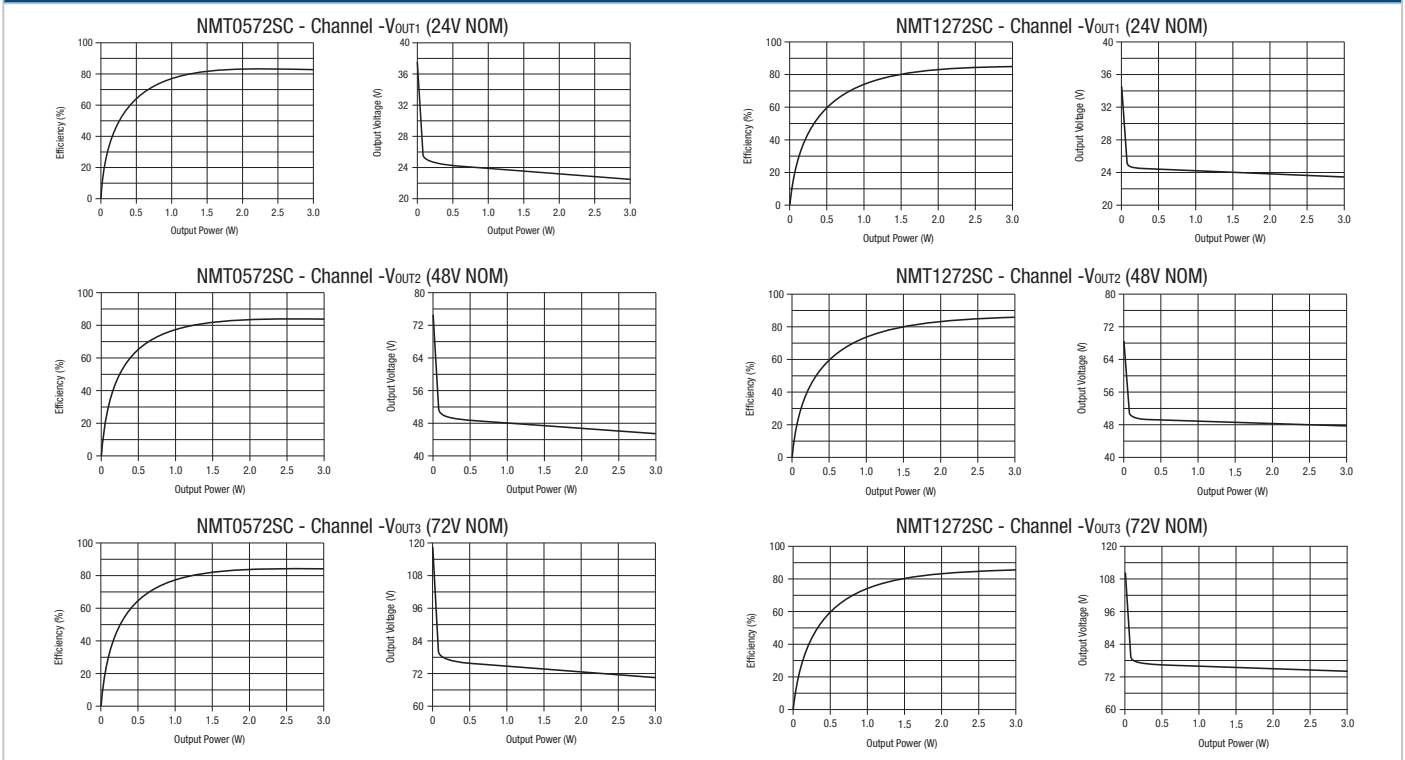 NMT0572SC - Channel -VOUT1 (24V NOM)
Efficiency (%)
100
80
60
40
20
0
0 0.5 1.0 1.5 2.0 2.5 3.0
Output Power (W)
Output Voltage (V)
40
36
32
28
24
20
0 0.5 1.0 1.5 2.0 2.5 3.0
Output Power (W)
NMT1272SC - Channel -VOUT1 (24V NOM)
Efficiency (%)
100
80
60
40
20
0
0 0.5 1.0 1.5 2.0 2.5 3.0
Output Power (W)
Output Voltage (V)
40
36
32
28
24
20
0 0.5 1.0 1.5 2.0 2.5 3.0
Output Power (W)
NMT0572SC - Channel -VOUT2 (48V NOM)
Efficiency (%)
100
80
60
40
20
0
0 0.5 1.0 1.5 2.0 2.5 3.0
Output Power (W)
Output Voltage (V)
80
72
64
56
48
40
0 0.5 1.0 1.5 2.0 2.5 3.0
Output Power (W)
NMT1272SC - Channel -VOUT2 (48V NOM)
Efficiency (%)
100
80
60
40
20
0
0 0.5 1.0 1.5 2.0 2.5 3.0
Output Power (W)
Output Voltage (V)
80
72
64
56
48
40
0 0.5 1.0 1.5 2.0 2.5 3.0
Output Power (W)
NMT0572SC - Channel -VOUT3 (72V NOM)
Efficiency (%)
100
80
60
40
20
0
0 0.5 1.0 1.5 2.0 2.5 3.0
Output Power (W)
Output Voltage (V)
120
108
96
84
72
60
0 0.5 1.0 1.5 2.0 2.5 3.0
Output Power (W)
NMT1272SC - Channel -VOUT3 (72V NOM)
Efficiency (%)
100
80
60
40
20
0
0 0.5 1.0 1.5 2.0 2.5 3.0
Output Power (W)
Output Voltage (V)
120
108
96
84
72
60
0 0.5 1.0 1.5 2.0 2.5 3.0
Output Power (W)